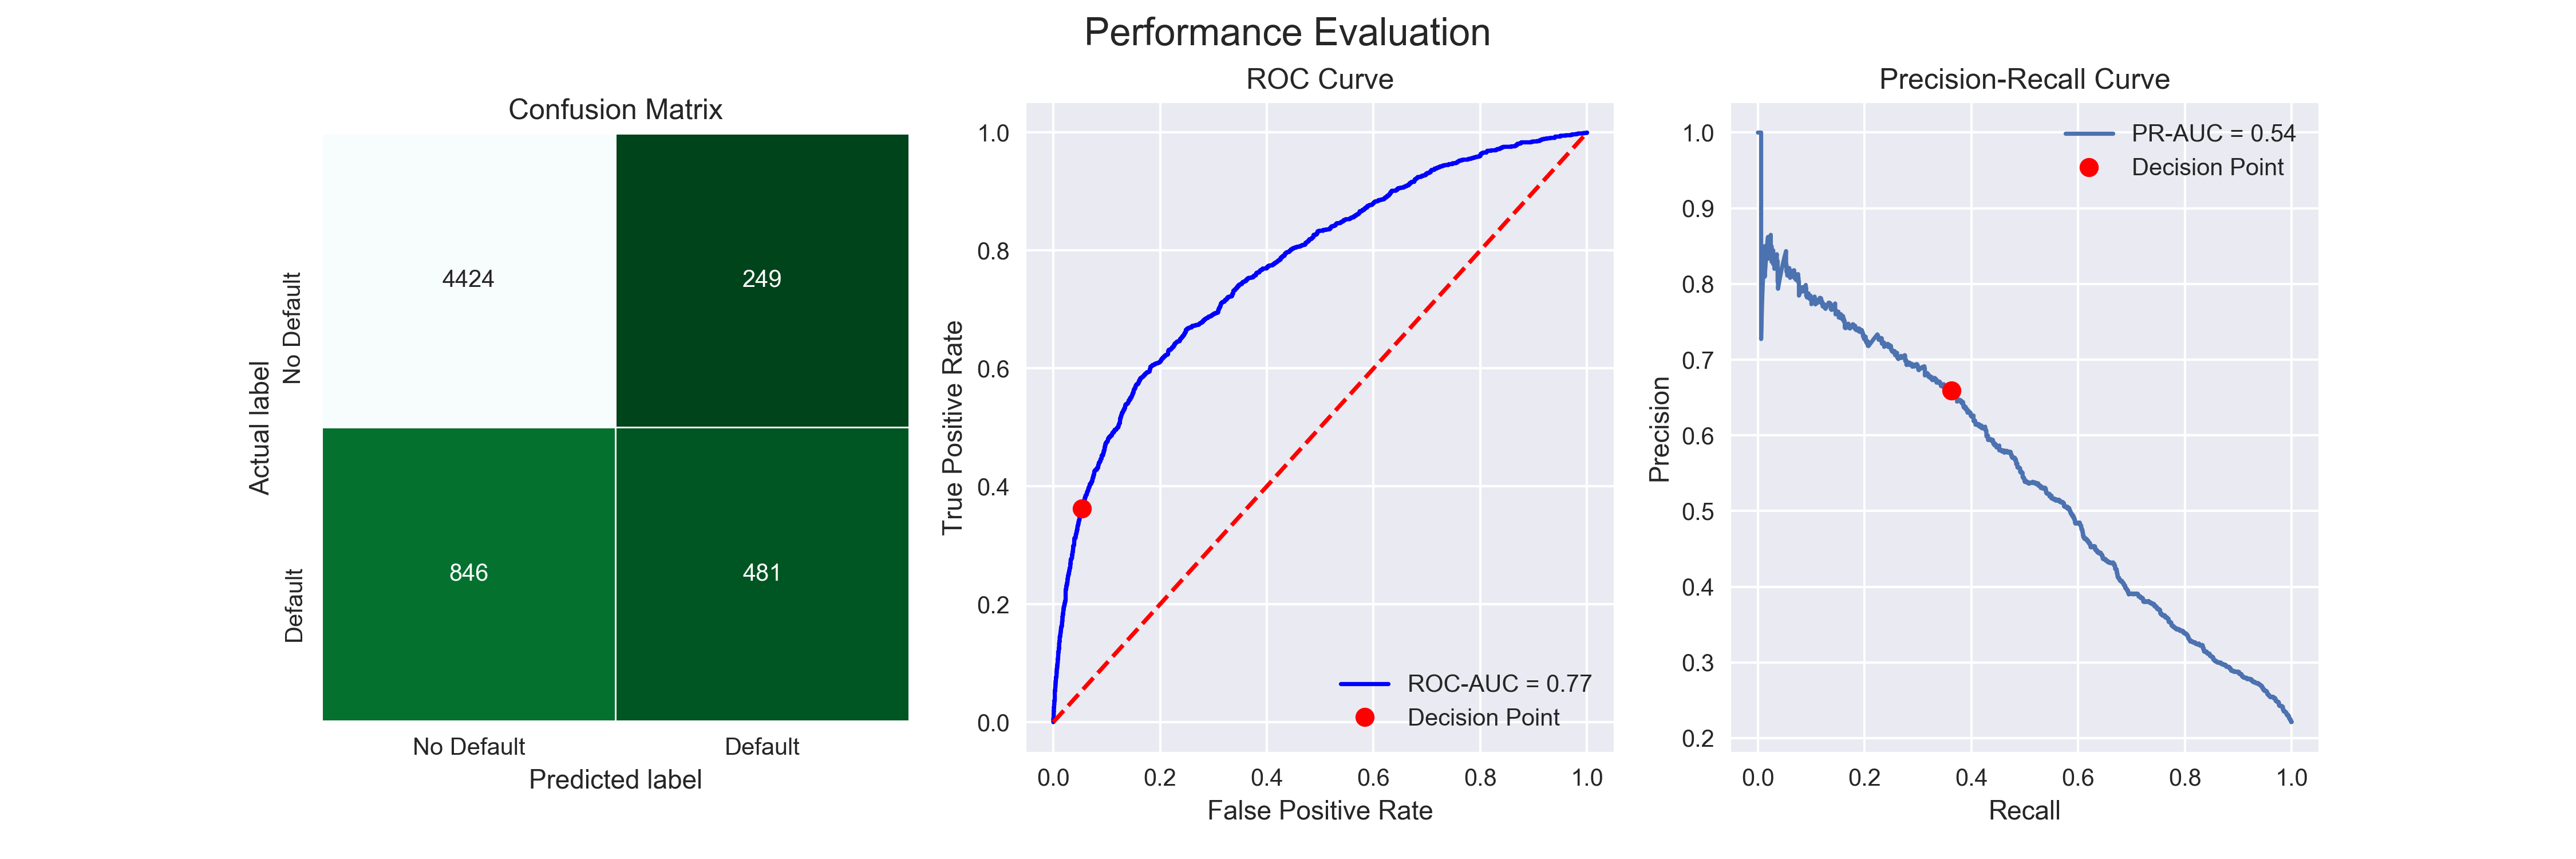 Performance Evaluation
Confusion Matrix
Actual label
No Default
Default
4424
249
846
481
No Default
Default
Predicted label
ROC Curve
True Positive Rate
1.0
0.8
0.6
0.4
0.2
0.0
ROC-AUC = 0.77
Decision Point
0.0
0.2
0.4
0.6
0.8
1.0
False Positive Rate
Precision-Recall Curve
Precision
1.0
0.9
0.8
0.7
0.6
0.5
0.4
0.3
0.2
PR-AUC = 0.54
Decision Point
0.0
0.2
0.4
0.6
0.8
1.0
Recall